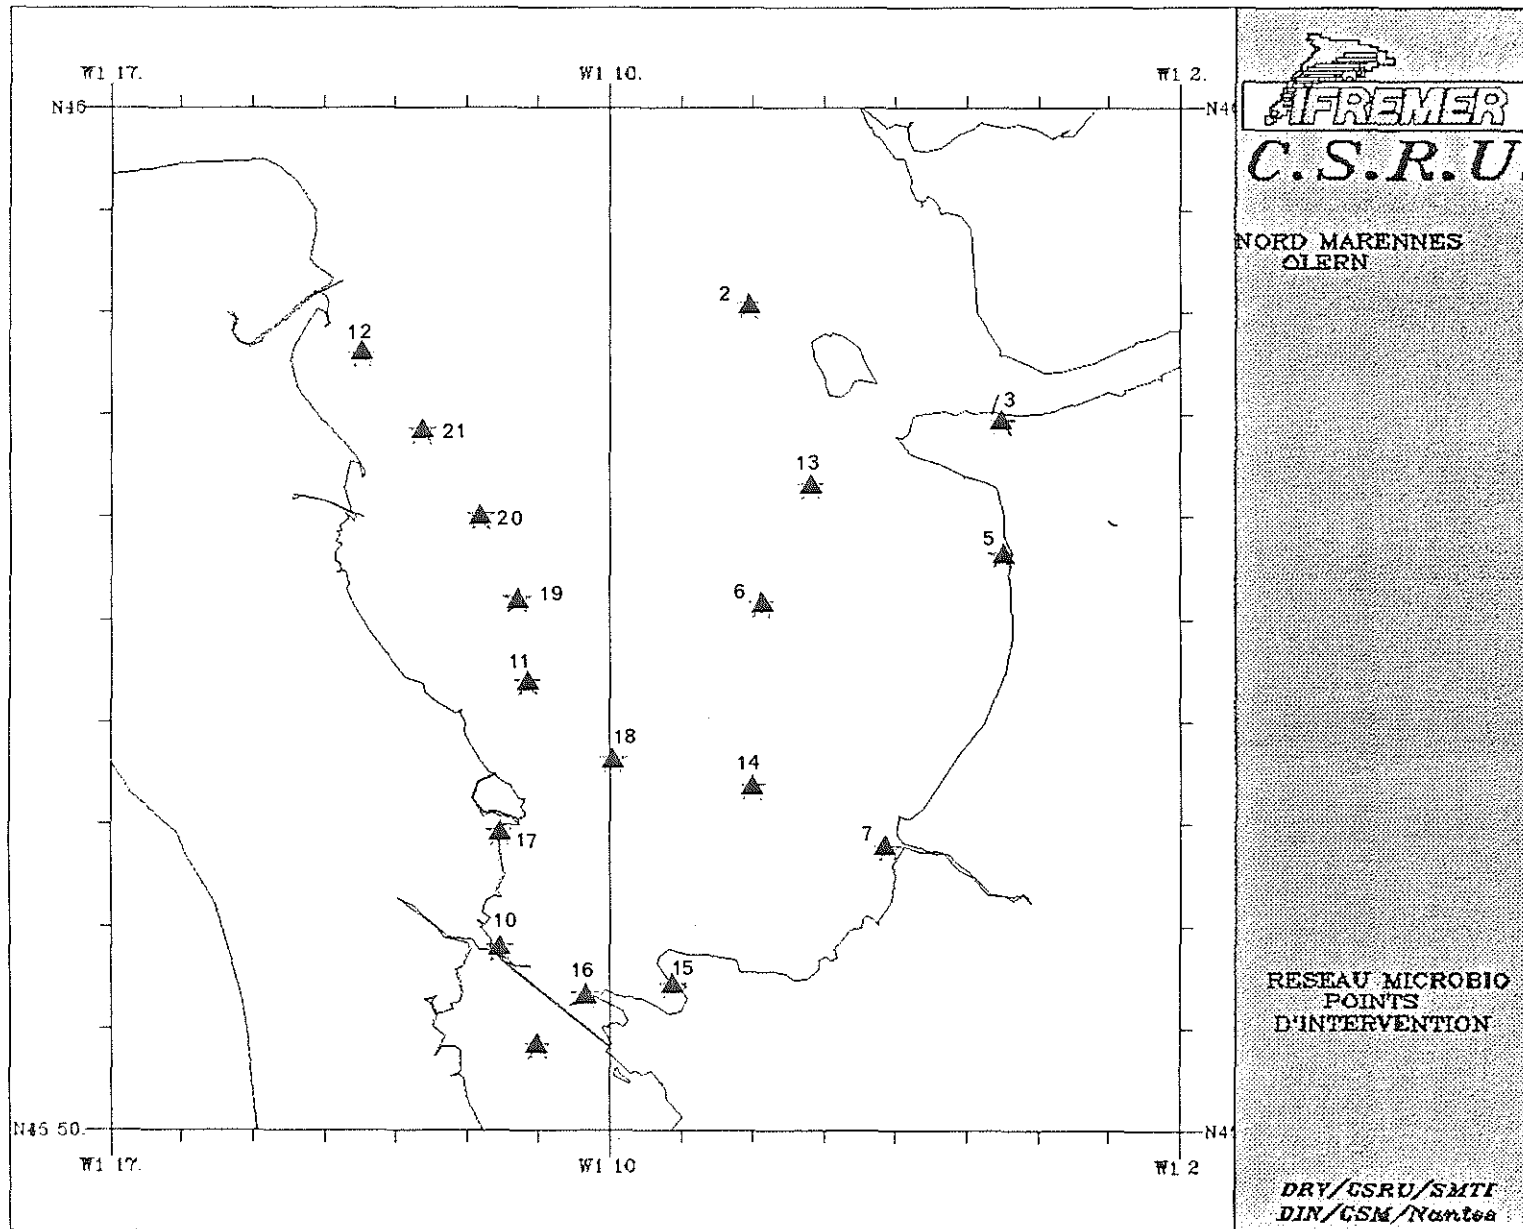 W1 17.
W1 10.
W1 2.
N46
N4
2
12
3
21
13
20
5
19
6
11
18
14
17
7
10
16
15
N45 50.
N4
W1 17.
W1 10
W1 2
IFREMER
C.S.R.U.
NORD MARENNES
OLERN
RESEAU MICROBIO
POINTS
D'INTERVENTION
DRV/CSRU/SMTI
DIN/CSM/Nantes